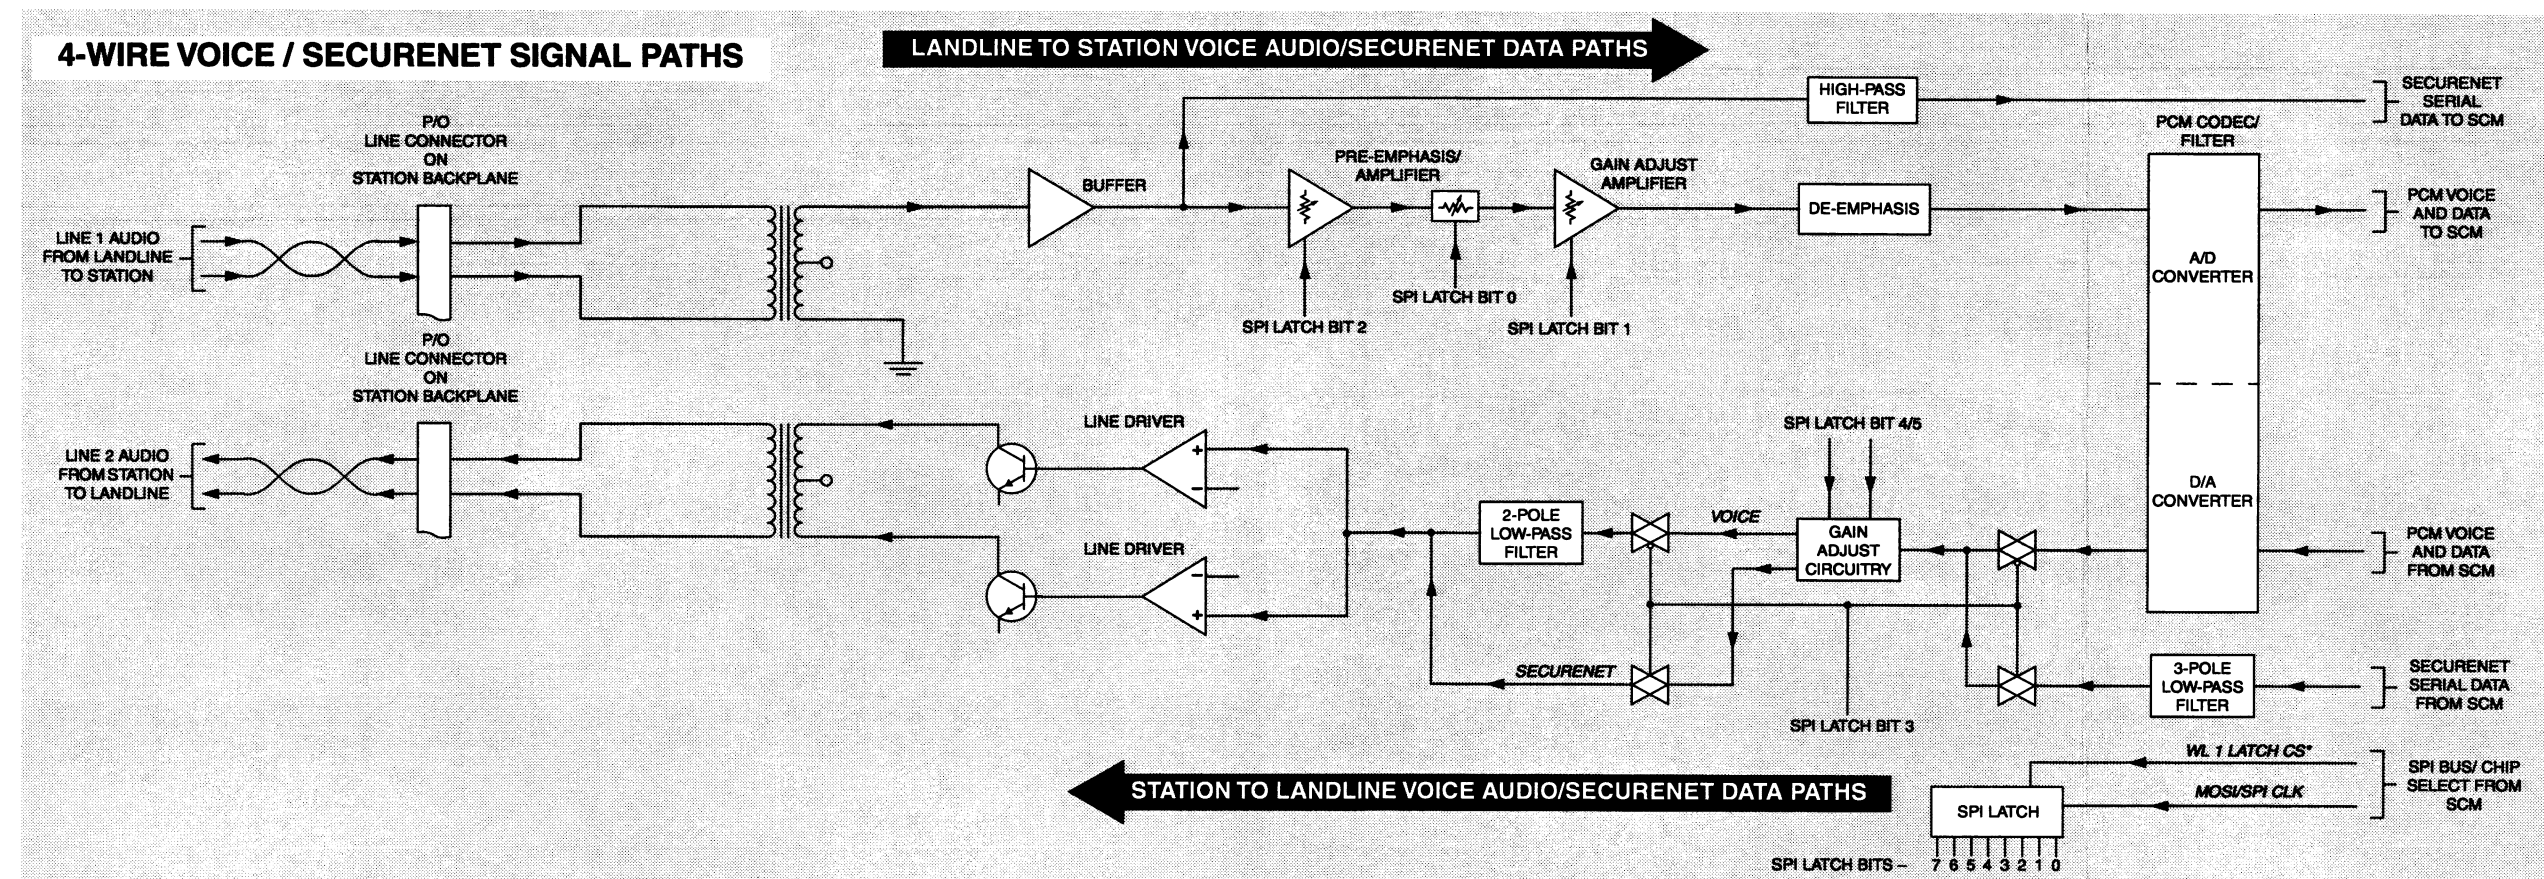 4-WIRE VOICE / SECURENET SIGNAL PATHS
LANDLINE TO STATION VOICE AUDIO/SECURENET DATA PATHS
HIGH-PASS
FILTER
SECURENET
SERIAL
DATA TO SCM
P/O
LINE CONNECTOR
ON
STATION BACKPLANE
LINE 1 AUDIO
FROM LANDLINE
TO STATION
BUFFER
PRE-EMPHASIS/
AMPLIFIER
GAIN ADJUST
AMPLIFIER
DE-EMPHASIS
PCM CODEC/
FILTER
A/D
CONVERTER
PCM VOICE
AND DATA
TO SCM
SPI LATCH BIT 2
SPI LATCH BIT 0
SPI LATCH BIT 1
P/O
LINE CONNECTOR
ON
STATION BACKPLANE
LINE 2 AUDIO
FROM STATION
TO LANDLINE
LINE DRIVER
+
−
LINE DRIVER
−
+
2-POLE
LOW-PASS
FILTER
VOICE
SPI LATCH BIT 4/5
GAIN
ADJUST
CIRCUITRY
D/A
CONVERTER
PCM VOICE
AND DATA
FROM SCM
SECURENET
SPI LATCH BIT 3
3-POLE
LOW-PASS
FILTER
SECURENET
SERIAL DATA
FROM SCM
STATION TO LANDLINE VOICE AUDIO/SECURENET DATA PATHS
WL 1 LATCH CS*
MOSI/SPI CLK
SPI BUS/ CHIP
SELECT FROM
SCM
SPI LATCH
SPI LATCH BITS – 7 6 5 4 3 2 1 0